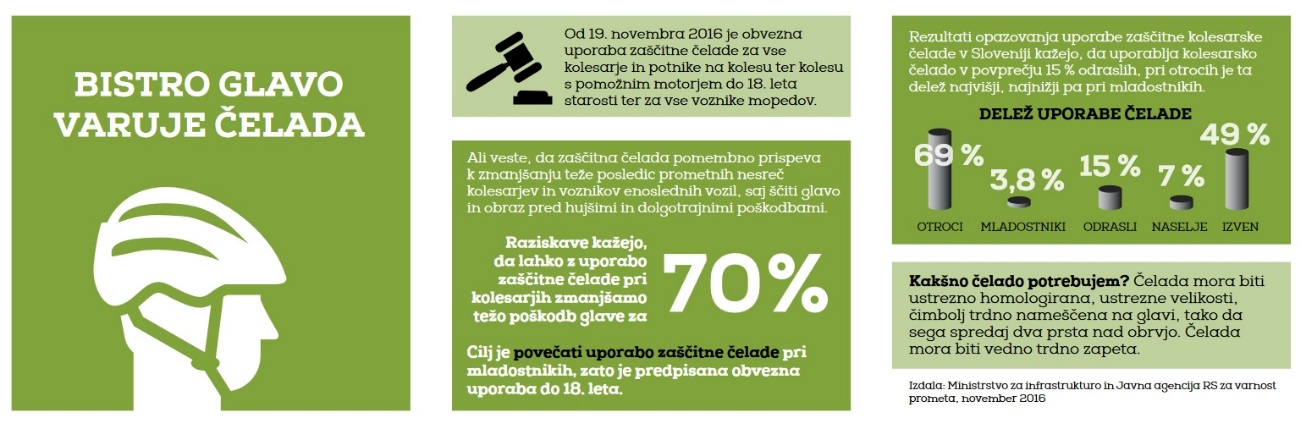 BISTRO GLAVO
VARUJE ČELADA
Od 19. novembra 2016 je obvezna
uporaba zaščitne čelade za vse
kolesarje in potnike na kolesu ter kolesu
s pomožnim motorjem do 18. leta
starosti ter za vse voznike mopedov.
Ali veste, da zaščitna čelada pomembno prispeva
k zmanjšanju teže posledic prometnih nesreč
kolesarjev in voznikov enoslednih vozil, saj ščiti glavo
in obraz pred hujšimi in dolgotrajnimi poškodbami.
Raziskave kažejo,
da lahko z uporabo
zaščitne čelade pri
kolesarjih zmanjšamo
težo poškodb glave za
70%
Cilj je povečati uporabo zaščitne čelade pri
mladostnikih, zato je predpisana obvezna
uporaba do 18. leta.
Rezultati opazovanja uporabe zaščitne kolesarske
čelade v Sloveniji kažejo, da uporablja kolesarsko
čelado v povprečju 15 % odraslih, pri otrocih je ta
delež najvišji, najnižji pa pri mladostnikih.
DELEŽ UPORABE ČELADE
69 % 3,8 % 15 % 7 % 49 %
OTROCI MLADOSTNIKI ODRASLI NASELJE IZVEN
Kakšno čelado potrebujem? Čelada mora biti
ustrezno homologirana, ustrezne velikosti,
čimbolj trdno nameščena na glavi, tako da
sega spredaj dva prsta nad obrvjo. Čelada
mora biti vedno trdno zapeta.
Izdala: Ministrstvo za infrastrukturo in Javna agencija RS za varnost
prometa, november 2016